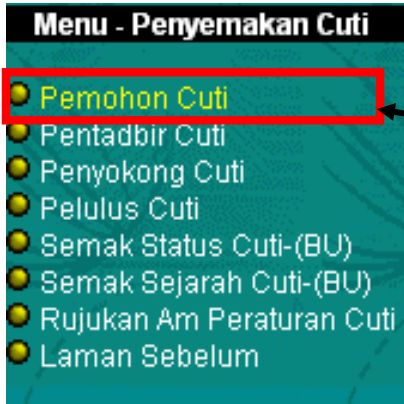 Menu - Penyemakan Cuti
Pemohon Cuti
Pentadbir Cuti
Penyokong Cuti
Pelulus Cuti
Semak Status Cuti-(BU)
Semak Sejarah Cuti-(BU)
Rujukan Am Peraturan Cuti
Laman Sebelum